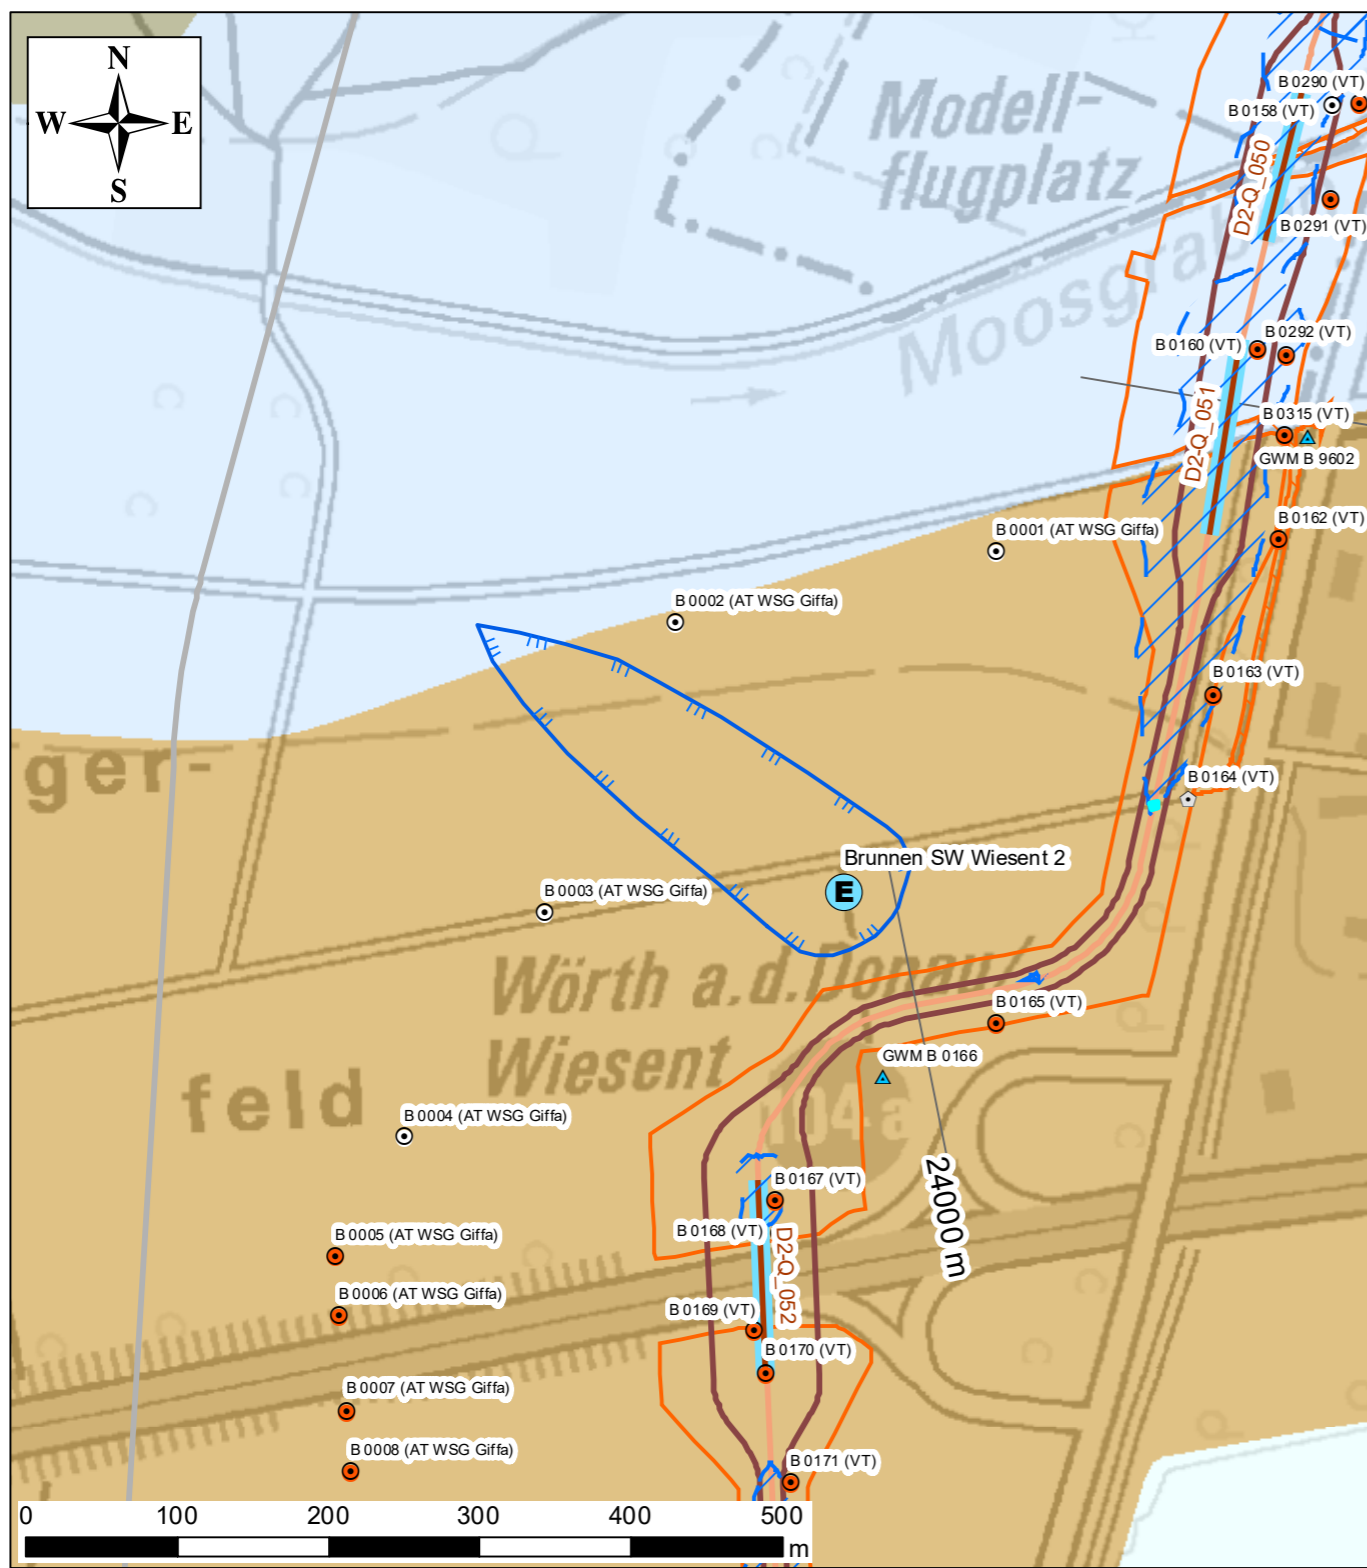 N
W E
S
Modell-
flugplatz
B 0290 (VT)
B 0158 (VT)
D2-Q_050
B 0291 (VT)
Moosgrab
B 0160 (VT)
B 0292 (VT)
D2-Q_051
B 0315 (VT)
GWM B 9602
B 0162 (VT)
B 0001 (AT WSG Giffa)
B 0002 (AT WSG Giffa)
B 0163 (VT)
ger-
B 0164 (VT)
Brunnen SW Wiesent 2
E
B 0003 (AT WSG Giffa)
Wörth a.d.Donau/
Wiesent
B 0165 (VT)
GWM B 0166
feld
104a
B 0004 (AT WSG Giffa)
24000 m
B 0167 (VT)
B 0168 (VT)
D2-Q_052
B 0005 (AT WSG Giffa)
B 0006 (AT WSG Giffa)
B 0169 (VT)
B 0170 (VT)
B 0007 (AT WSG Giffa)
B 0008 (AT WSG Giffa)
B 0171 (VT)
0 100 200 300 400 500
m